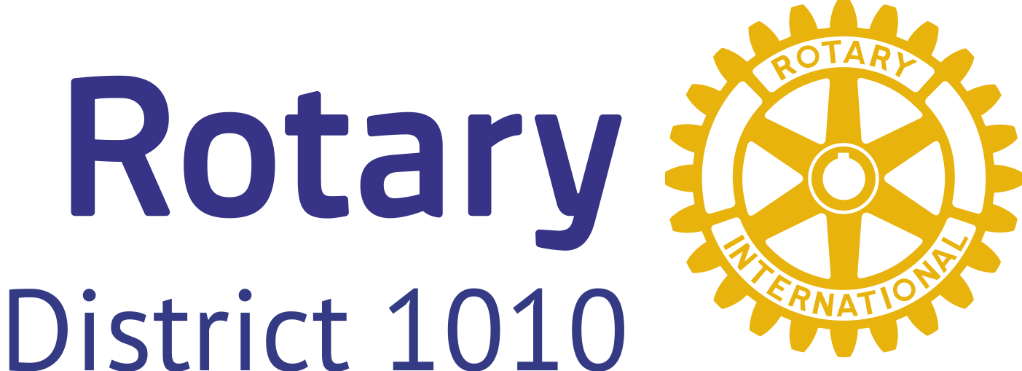 Rotary
District 1010
ROTARY
INTERNATIONAL